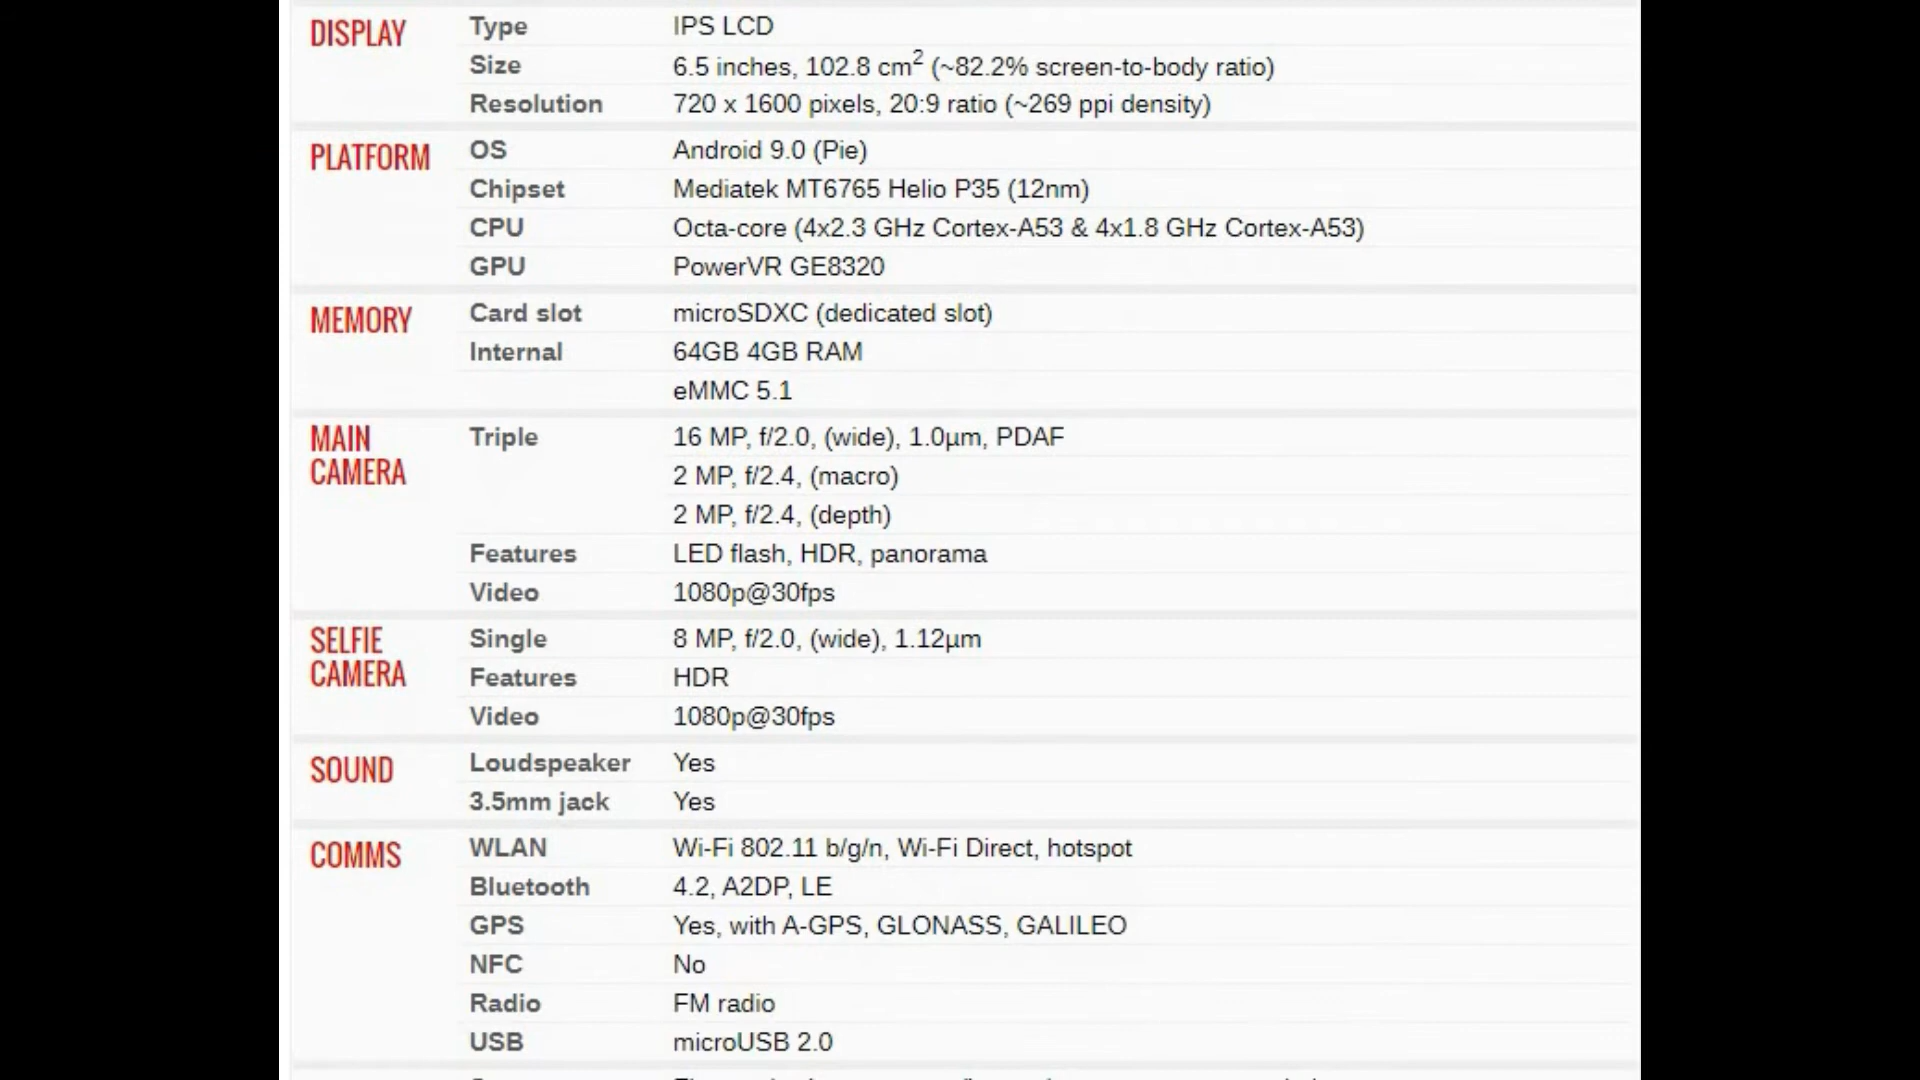 DISPLAY Type IPS LCD
Size 6.5 inches, 102.8 cm2 (~82.2% screen-to-body ratio)
Resolution 720 x 1600 pixels, 20:9 ratio (~269 ppi density)
PLATFORM OS Android 9.0 (Pie)
Chipset Mediatek MT6765 Helio P35 (12nm)
CPU Octa-core (4x2.3 GHz Cortex-A53 & 4x1.8 GHz Cortex-A53)
GPU PowerVR GE8320
MEMORY Card slot microSDXC (dedicated slot)
Internal 64GB 4GB RAM
eMMC 5.1
MAIN CAMERA Triple 16 MP, f/2.0, (wide), 1.0µm, PDAF
2 MP, f/2.4, (macro)
2 MP, f/2.4, (depth)
Features LED flash, HDR, panorama
Video 1080p@30fps
SELFIE CAMERA Single 8 MP, f/2.0, (wide), 1.12µm
Features HDR
Video 1080p@30fps
SOUND Loudspeaker Yes
3.5mm jack Yes
COMMS WLAN Wi-Fi 802.11 b/g/n, Wi-Fi Direct, hotspot
Bluetooth 4.2, A2DP, LE
GPS Yes, with A-GPS, GLONASS, GALILEO
NFC No
Radio FM radio
USB microUSB 2.0